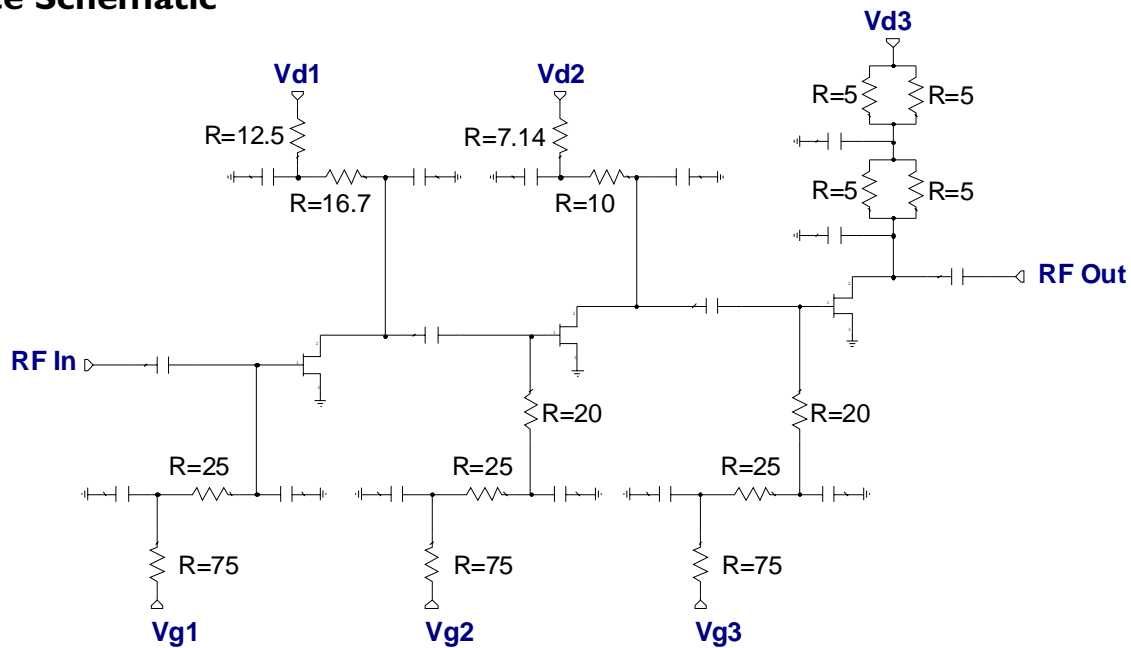 e Schematic
Vd3
Vd1
Vd2
R=5
R=5
R=12.5
R=7.14
R=16.7
R=10
R=5
R=5
RF Out
RF In
R=20
R=20
R=25
R=25
R=25
R=75
R=75
R=75
Vg1
Vg2
Vg3